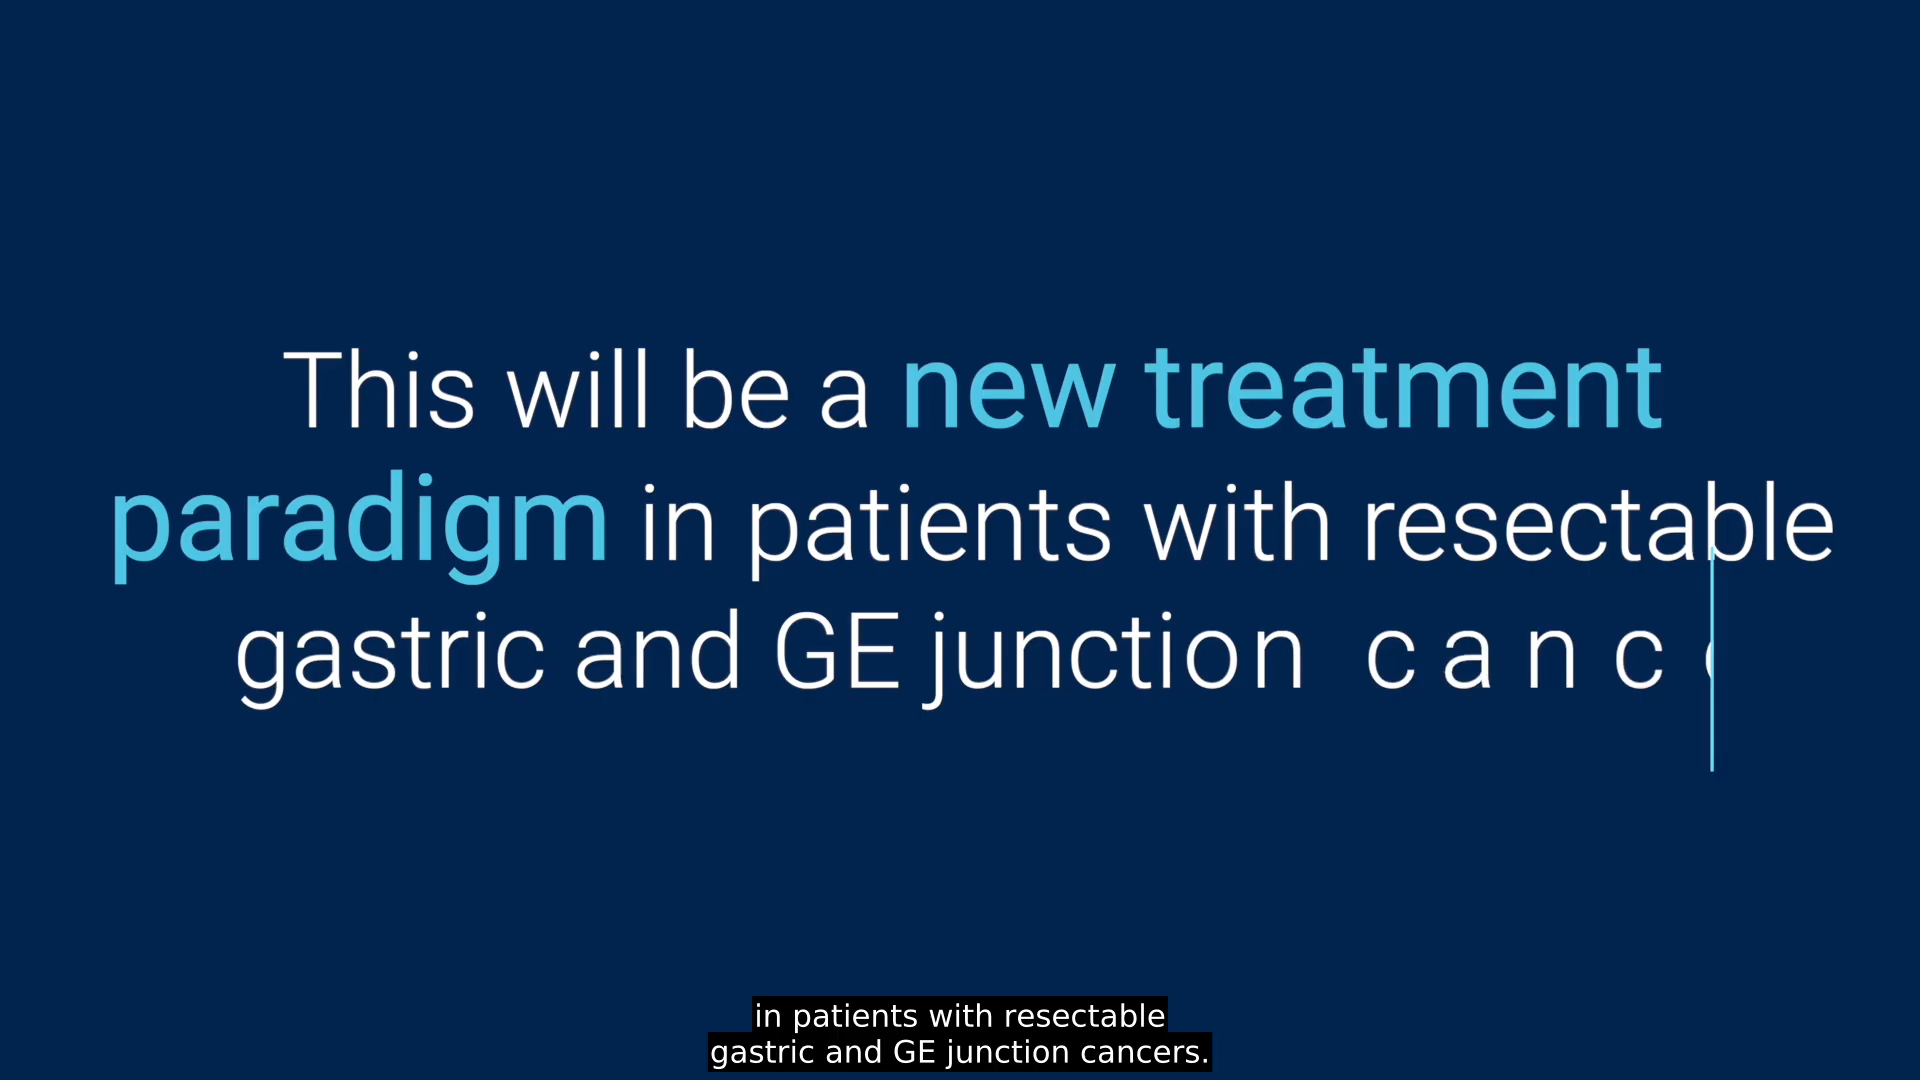 This will be a new treatment
paradigm in patients with resectable
gastric and GE junction canc
in patients with resectable
gastric and GE junction cancers.